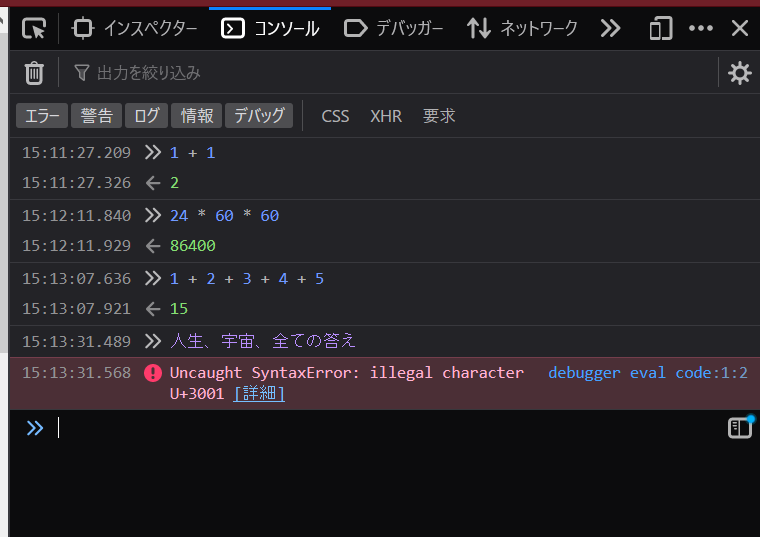 インスペクター コンソール デバッガー ネットワーク
出力を絞り込み
エラー 警告 ログ 情報 デバッグ CSS XHR 要求
15:11:27.209 1 + 1
15:11:27.326 2
15:12:11.840 24 * 60 * 60
15:12:11.929 86400
15:13:07.636 1 + 2 + 3 + 4 + 5
15:13:07.921 15
15:13:31.489 人生、宇宙、全ての答え
15:13:31.568 Uncaught SyntaxError: illegal character debugger eval code:1:2
U+3001 [詳細]